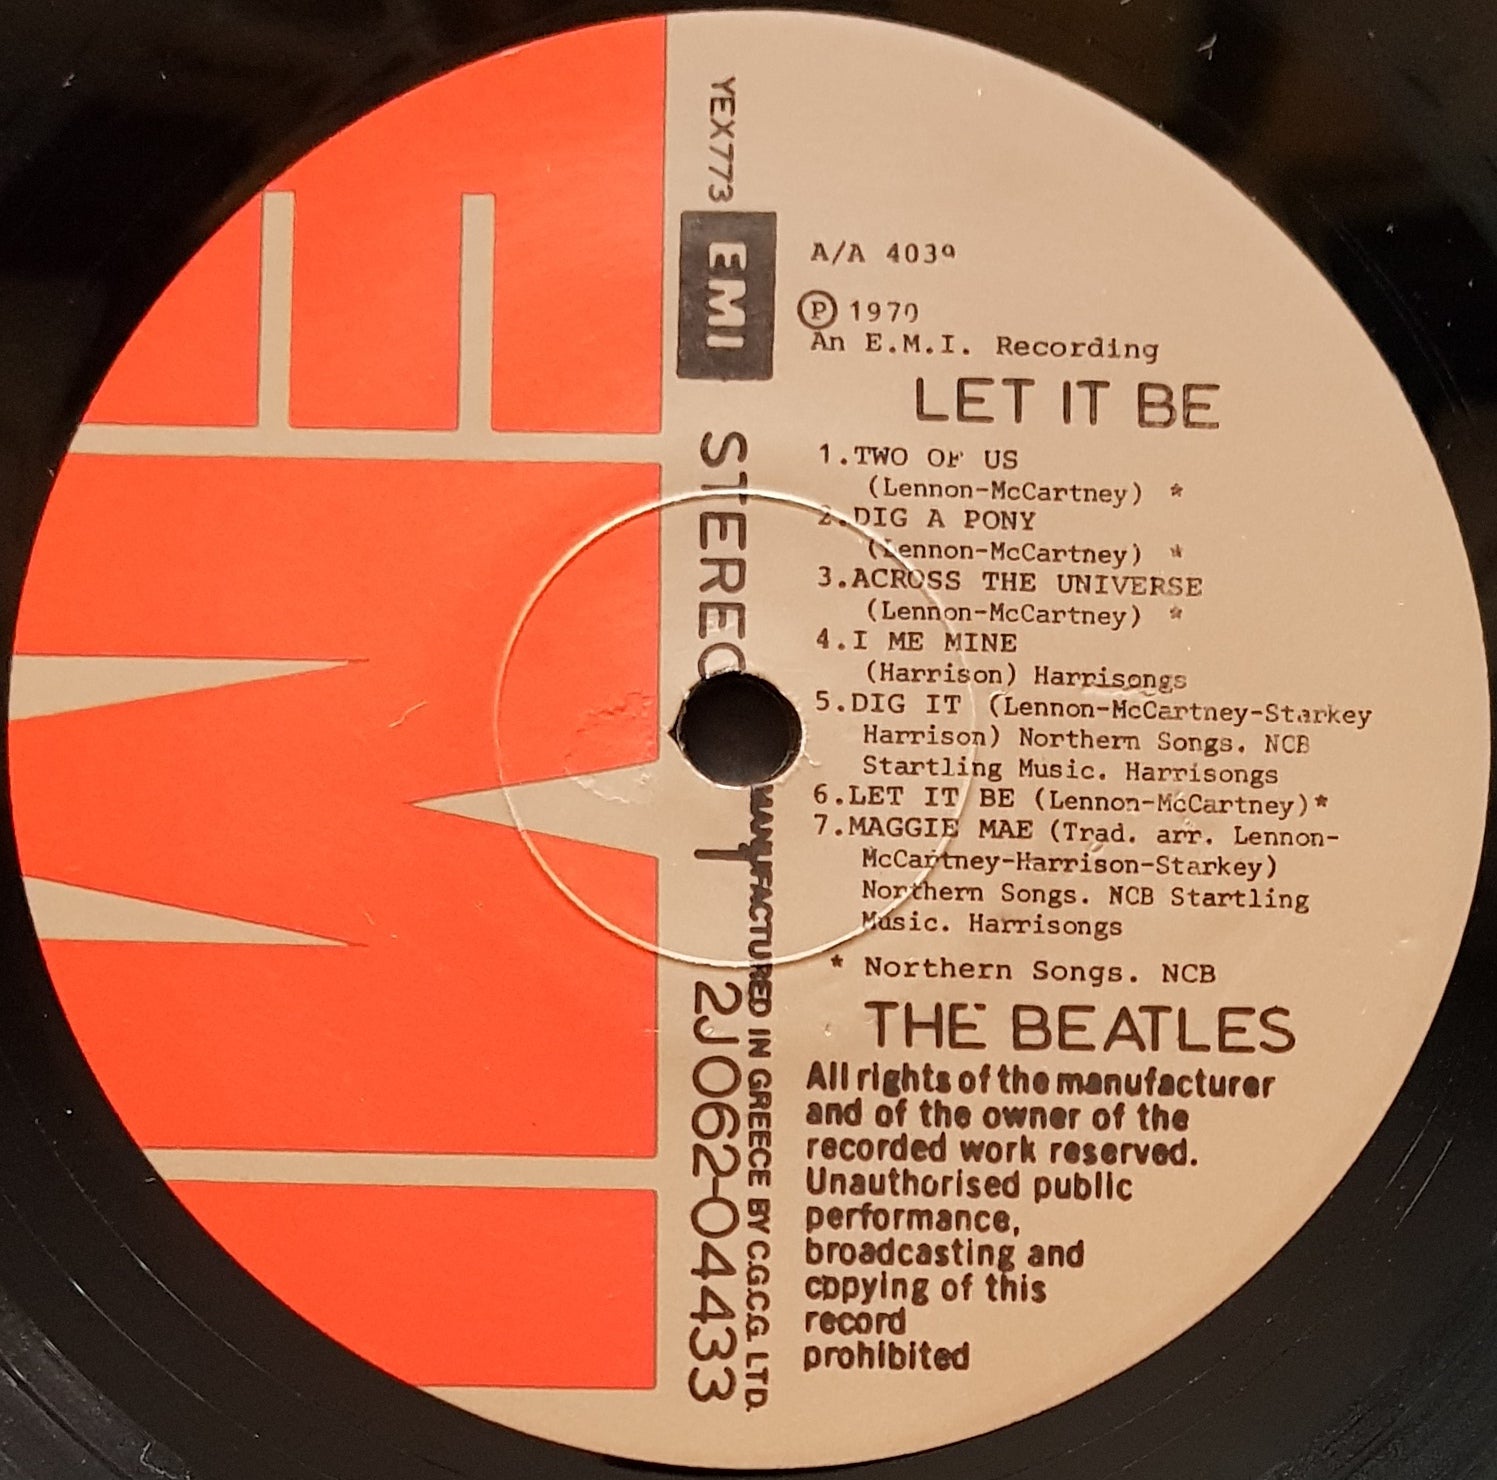 YEX773
EMI
STEREO
1
2J062-04433
MANUFACTURED IN GREECE BY C.G.C.G. LTD.
A/A 4039
Ⓟ 1970
An E.M.I. Recording
LET IT BE
1.TWO OF US
(Lennon-McCartney) *
2.DIG A PONY
(Lennon-McCartney) *
3.ACROSS THE UNIVERSE
(Lennon-McCartney) *
4.I ME MINE
(Harrison) Harrisongs
5.DIG IT (Lennon-McCartney-Starkey
Harrison) Northern Songs. NCB
Startling Music. Harrisongs
6.LET IT BE (Lennon-McCartney)*
7.MAGGIE MAE (Trad. arr. Lennon-
McCartney-Harrison-Starkey)
Northern Songs. NCB Startling
Music. Harrisongs
* Northern Songs. NCB
THE BEATLES
All rights of the manufacturer
and of the owner of the
recorded work reserved.
Unauthorised public
performance,
broadcasting and
copying of this
record
prohibited